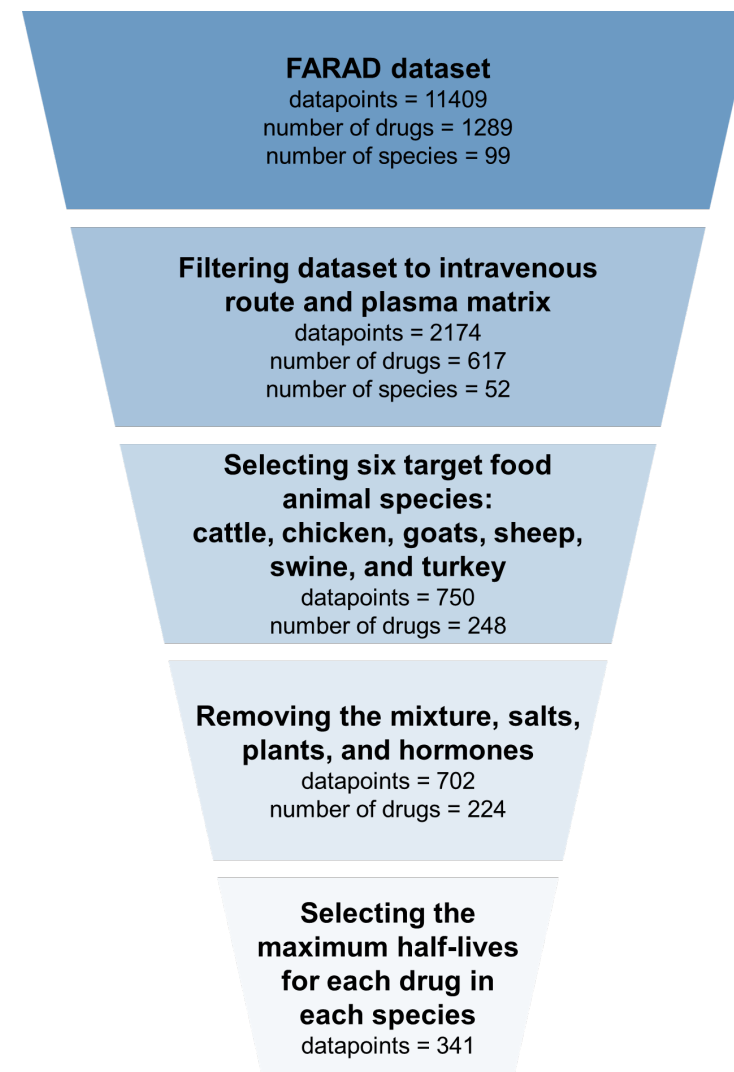 FARAD dataset
datapoints = 11409
number of drugs = 1289
number of species = 99
Filtering dataset to intravenous
route and plasma matrix
datapoints = 2174
number of drugs = 617
number of species = 52
Selecting six target food
animal species:
cattle, chicken, goats, sheep,
swine, and turkey
datapoints = 750
number of drugs = 248
Removing the mixture, salts,
plants, and hormones
datapoints = 702
number of drugs = 224
Selecting the
maximum half-lives
for each drug in
each species
datapoints = 341